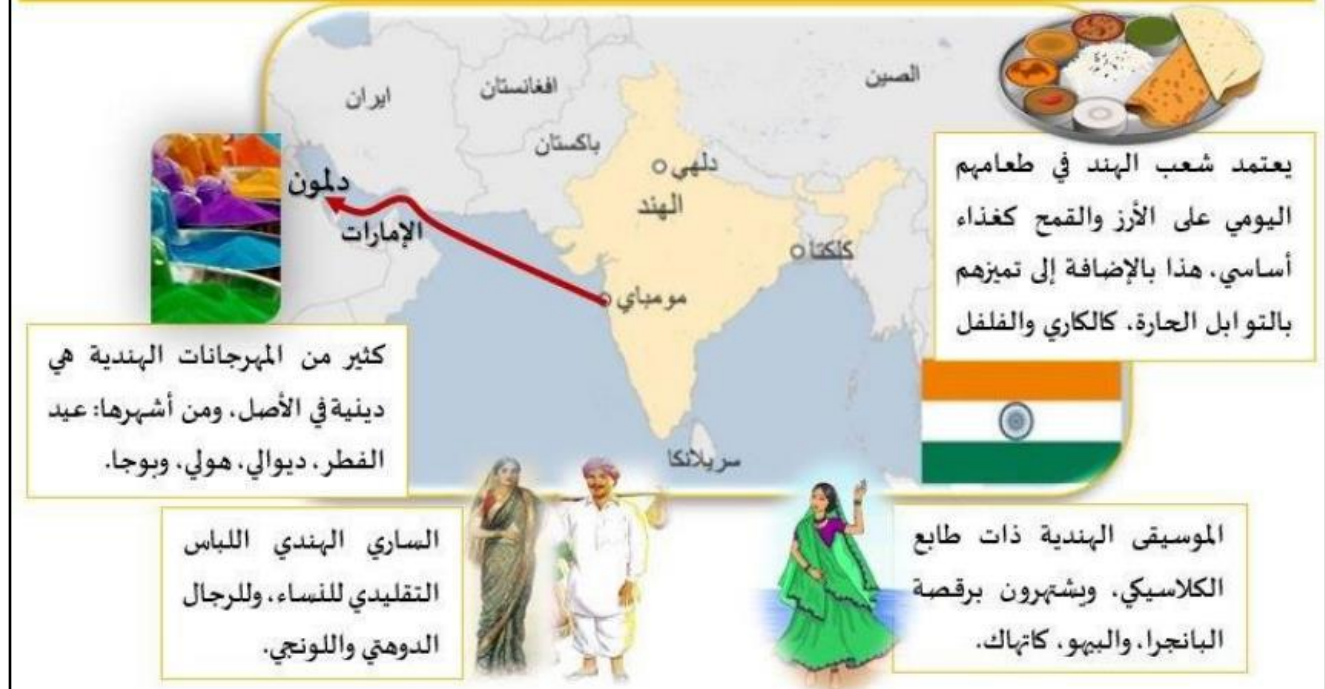 الصين
افغانستان
ايران
باكستان
دلهي
دلمون
الهند
الإمارات
كلكتا
مومباي
سريلانكا
يعتمد شعب الهند في طعامهم
اليومي على الأرز والقمح كغذاء
أساسي، هذا بالإضافة إلى تميزهم
بالتوابل الحارة، كالكاري والفلفل
كثير من المهرجانات الهندية هي
دينية في الأصل، ومن أشهرها: عيد
الفطر، ديوالي، هولي، وبوجا.
الموسيقى الهندية ذات طابع
الكلاسيكي، ويشتهرون برقصة
البانجرا، والبيهو، كاتهاك.
الساري الهندي اللباس
التقليدي للنساء، وللرجال
الدوهتي واللونجي.